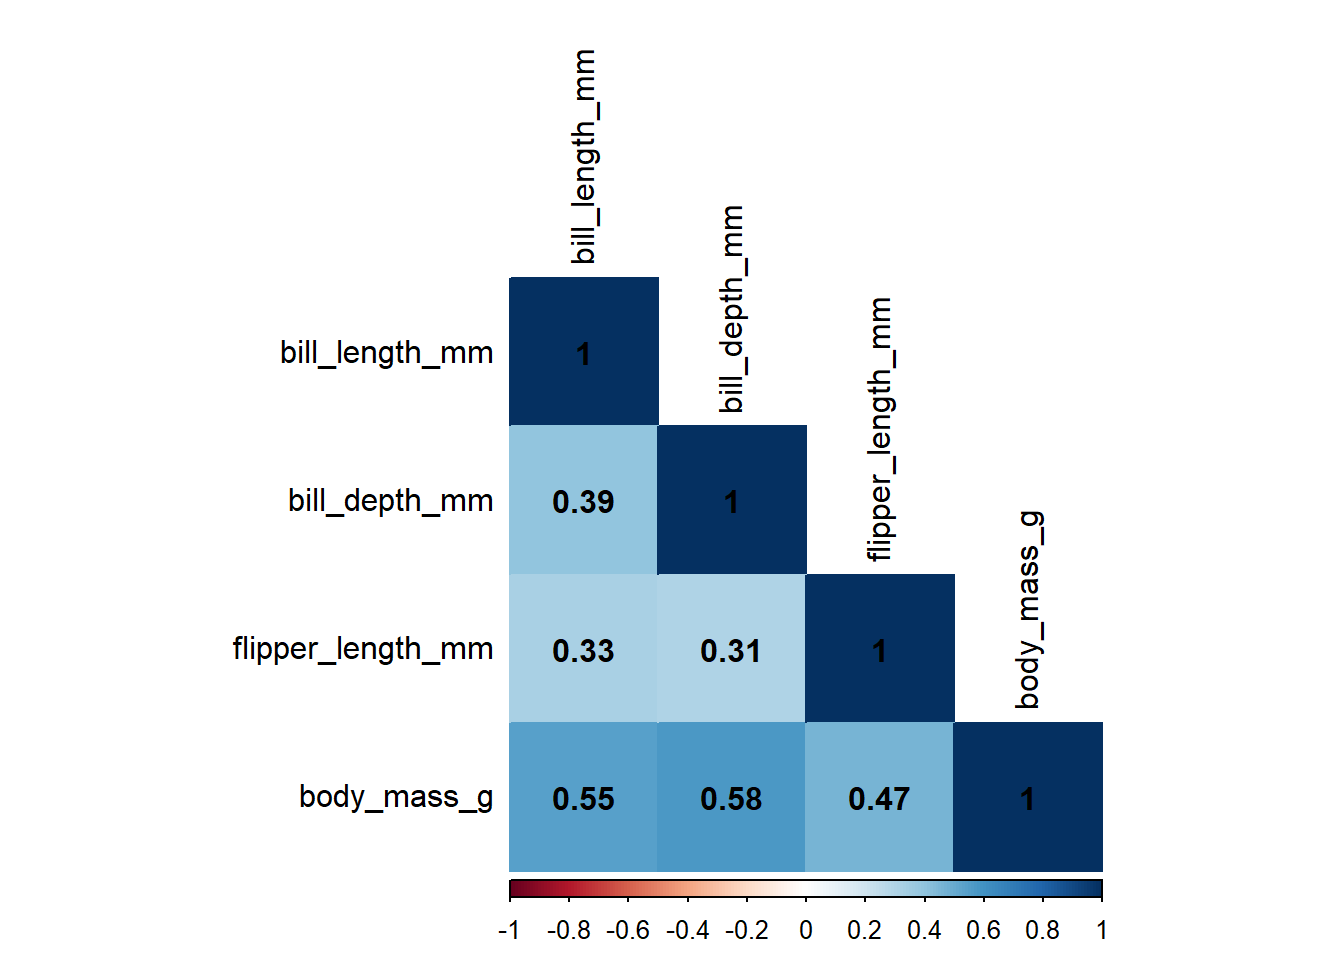 bill_length_mm
bill_depth_mm
flipper_length_mm
body_mass_g
bill_length_mm 1
bill_depth_mm 0.39 1
flipper_length_mm 0.33 0.31 1
body_mass_g 0.55 0.58 0.47 1
-1 -0.8 -0.6 -0.4 -0.2 0 0.2 0.4 0.6 0.8 1